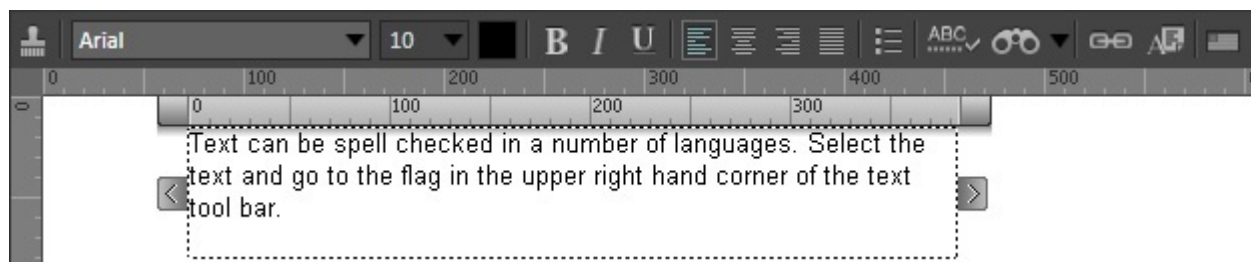 Arial 10 B I U ABC
0 100 200 300 400 500
0
0 100 200 300
Text can be spell checked in a number of languages. Select the
text and go to the flag in the upper right hand corner of the text
tool bar.